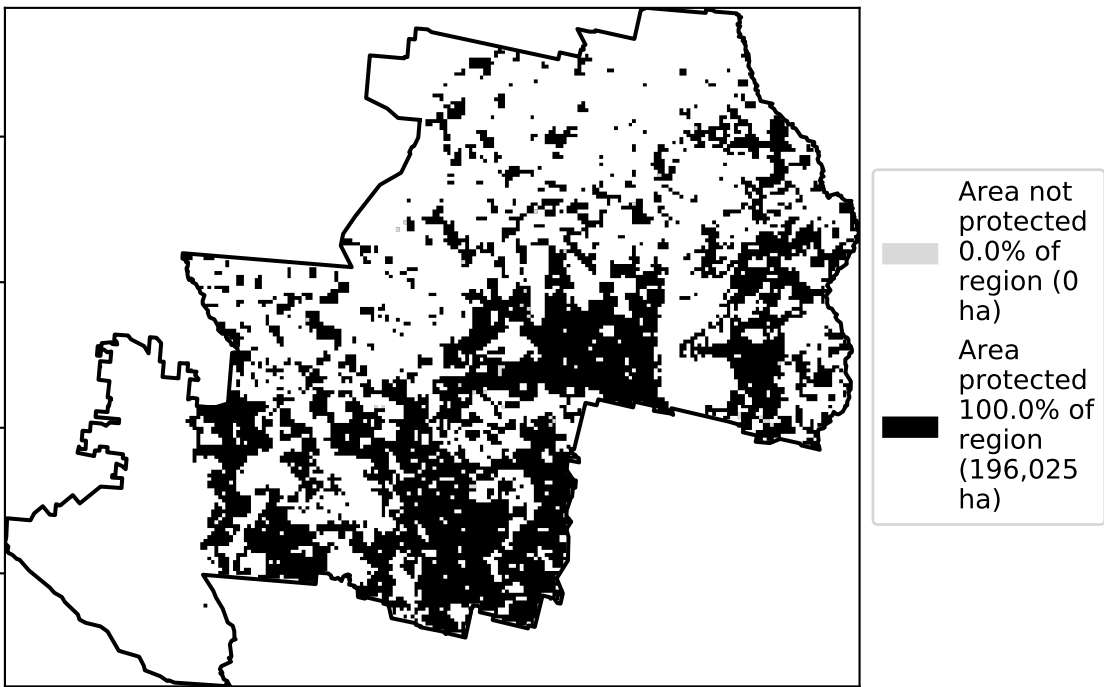 Area not
protected
0.0% of
region (0
ha)
Area
protected
100.0% of
region
(196,025
ha)